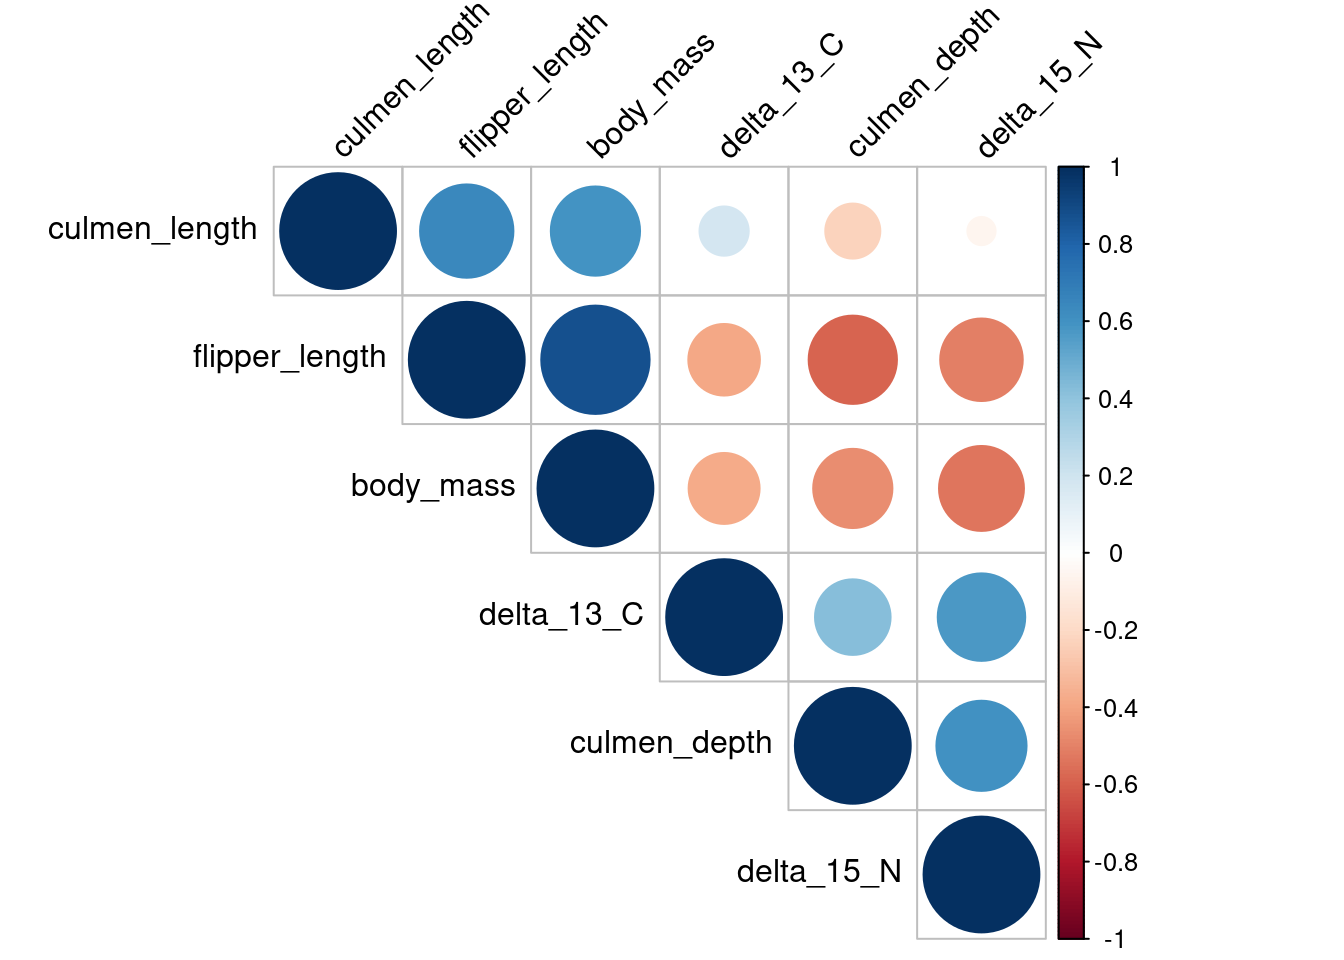 culmen_length
flipper_length
body_mass
delta_13_C
culmen_depth
delta_15_N
culmen_length
flipper_length
body_mass
delta_13_C
culmen_depth
delta_15_N
1
0.8
0.6
0.4
0.2
0
-0.2
-0.4
-0.6
-0.8
-1